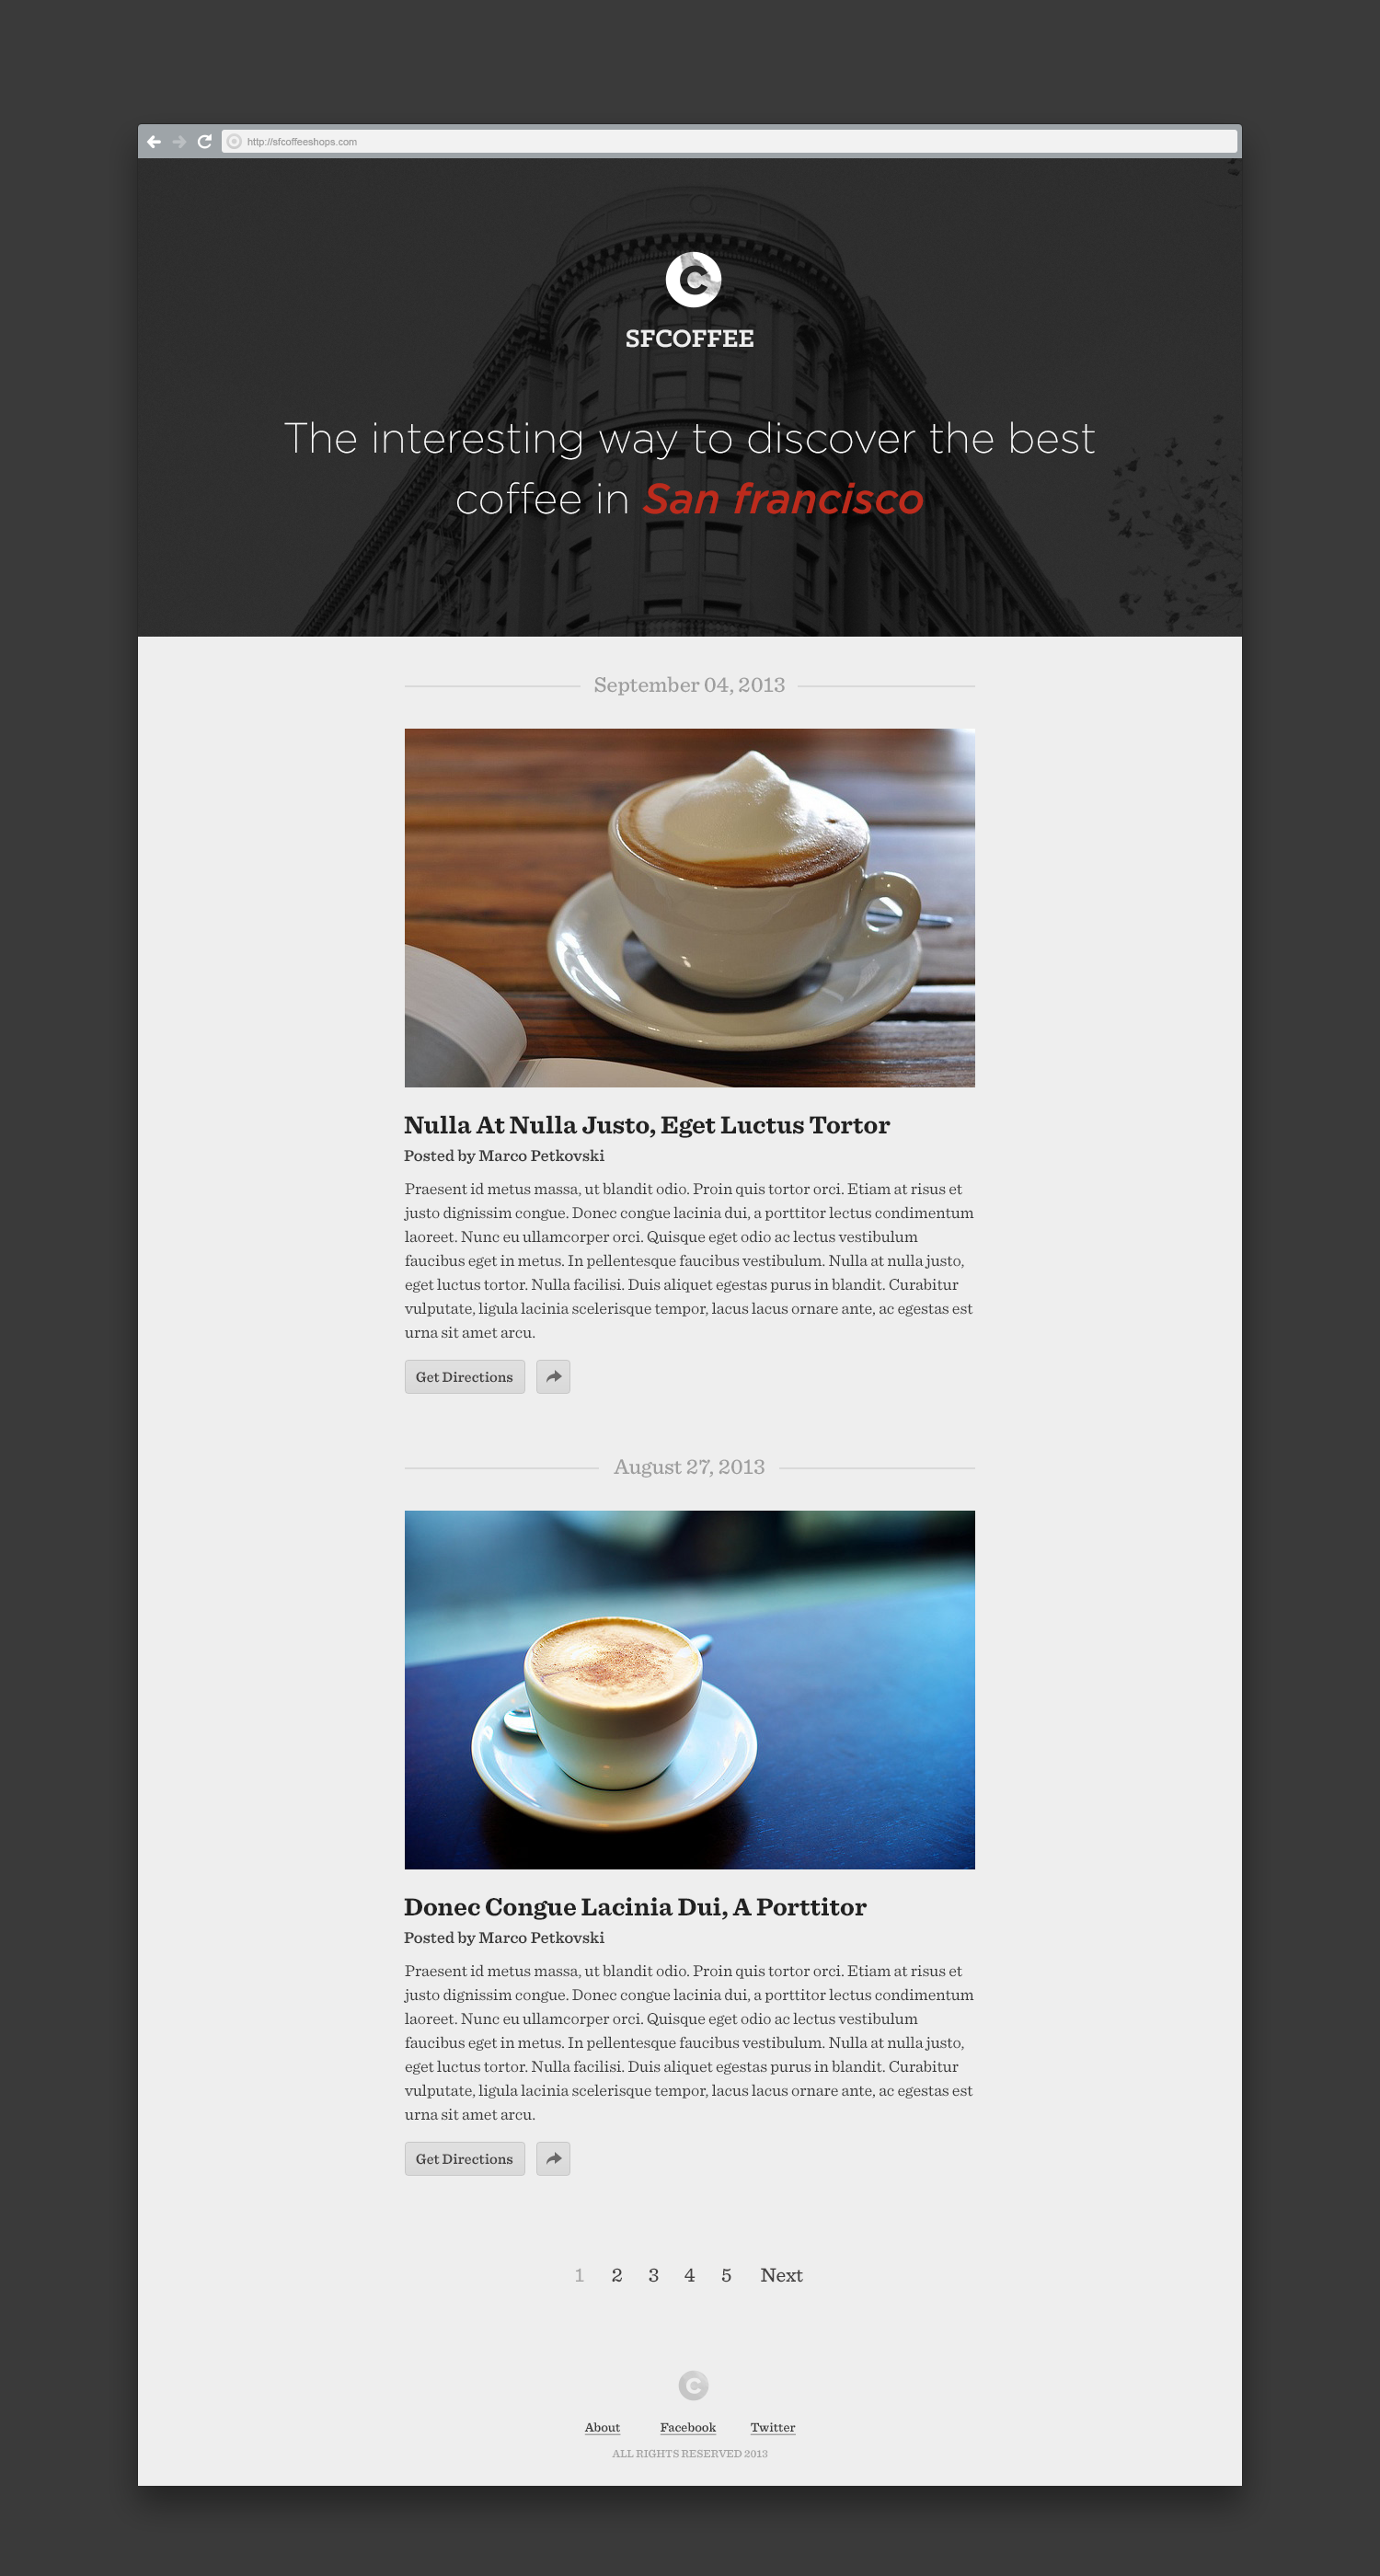 http://sfcoffeeshops.com
C
SFCOFFEE
The interesting way to discover the best
coffee in San francisco
September 04, 2013
Nulla At Nulla Justo, Eget Luctus Tortor
Posted by Marco Petkovski
Praesent id metus massa, ut blandit odio. Proin quis tortor orci. Etiam at risus et
justo dignissim congue. Donec congue lacinia dui, a porttitor lectus condimentum
laoreet. Nunc eu ullamcorper orci. Quisque eget odio ac lectus vestibulum
faucibus eget in metus. In pellentesque faucibus vestibulum. Nulla at nulla justo,
eget luctus tortor. Nulla facilisi. Duis aliquet egestas purus in blandit. Curabitur
vulputate, ligula lacinia scelerisque tempor, lacus lacus ornare ante, ac egestas est
urna sit amet arcu.
Get Directions
August 27, 2013
Donec Congue Lacinia Dui, A Porttitor
Posted by Marco Petkovski
Praesent id metus massa, ut blandit odio. Proin quis tortor orci. Etiam at risus et
justo dignissim congue. Donec congue lacinia dui, a porttitor lectus condimentum
laoreet. Nunc eu ullamcorper orci. Quisque eget odio ac lectus vestibulum
faucibus eget in metus. In pellentesque faucibus vestibulum. Nulla at nulla justo,
eget luctus tortor. Nulla facilisi. Duis aliquet egestas purus in blandit. Curabitur
vulputate, ligula lacinia scelerisque tempor, lacus lacus ornare ante, ac egestas est
urna sit amet arcu.
Get Directions
1 2 3 4 5 Next
C
About Facebook Twitter
ALL RIGHTS RESERVED 2013